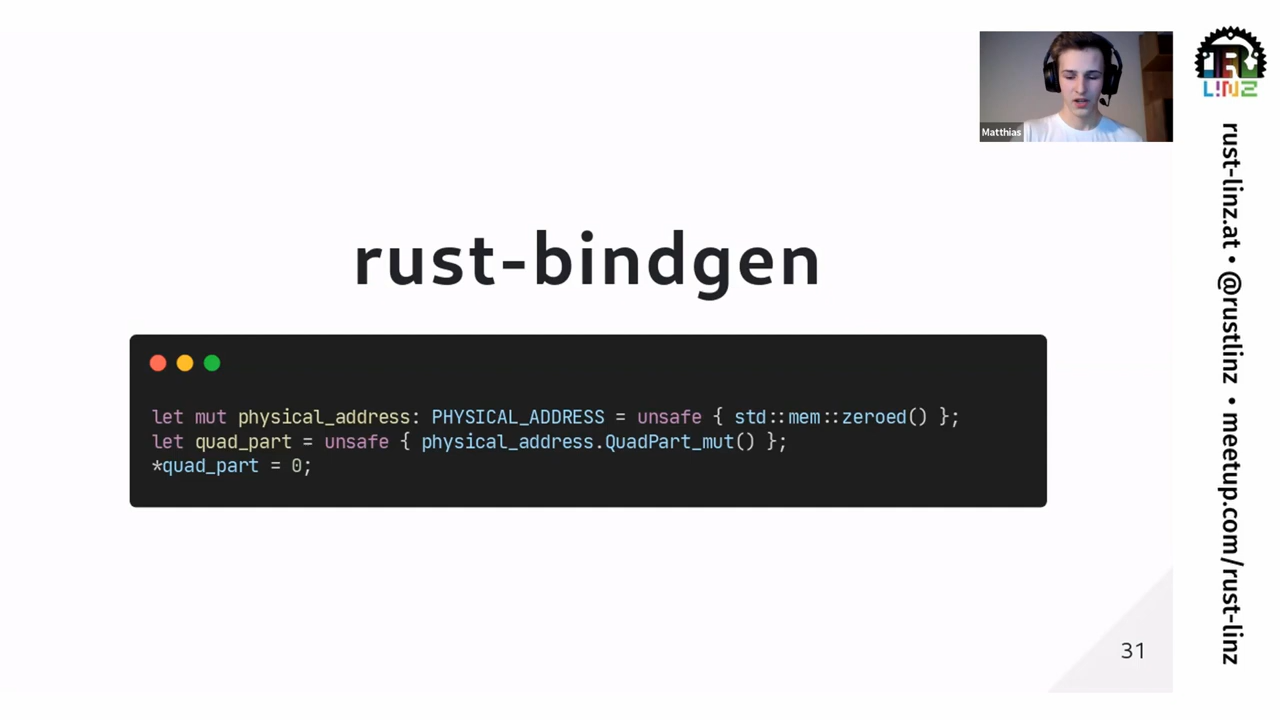 rust-bindgen
let mut physical_address: PHYSICAL_ADDRESS = unsafe { std::mem::zeroed() };
let quad_part = unsafe { physical_address.QuadPart_mut() };
*quad_part = 0;
31
Matthias
R
L!NZ
rust-linz.at • @rustlinz • meetup.com/rust-linz